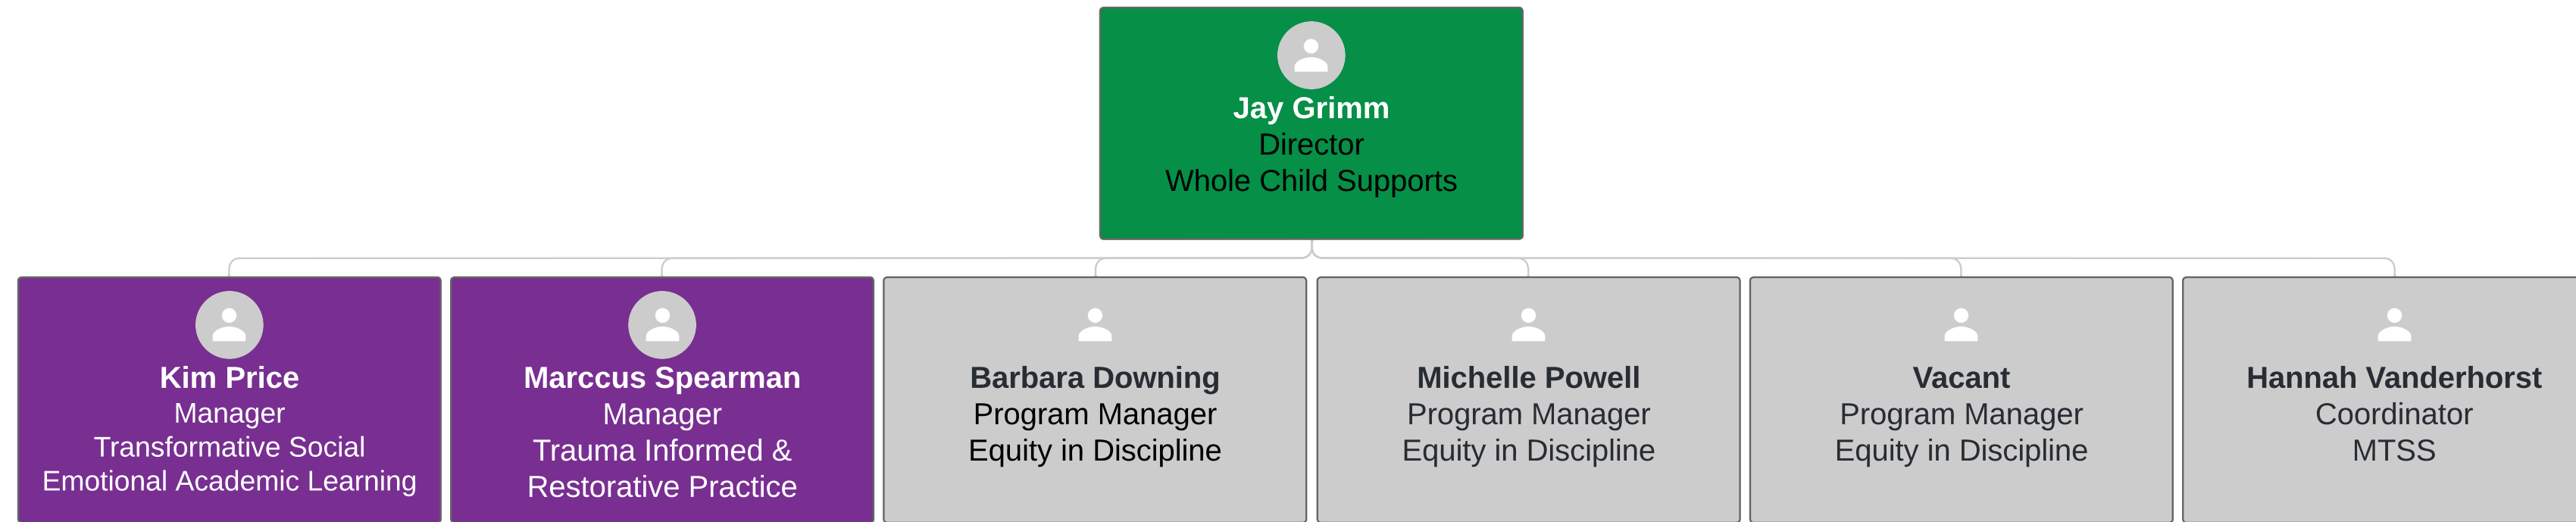 Jay Grimm
Director
Whole Child Supports
Kim Price
Manager
Transformative Social
Emotional Academic Learning
Marccus Spearman
Manager
Trauma Informed &
Restorative Practice
Barbara Downing
Program Manager
Equity in Discipline
Michelle Powell
Program Manager
Equity in Discipline
Vacant
Program Manager
Equity in Discipline
Hannah Vanderhorst
Coordinator
MTSS